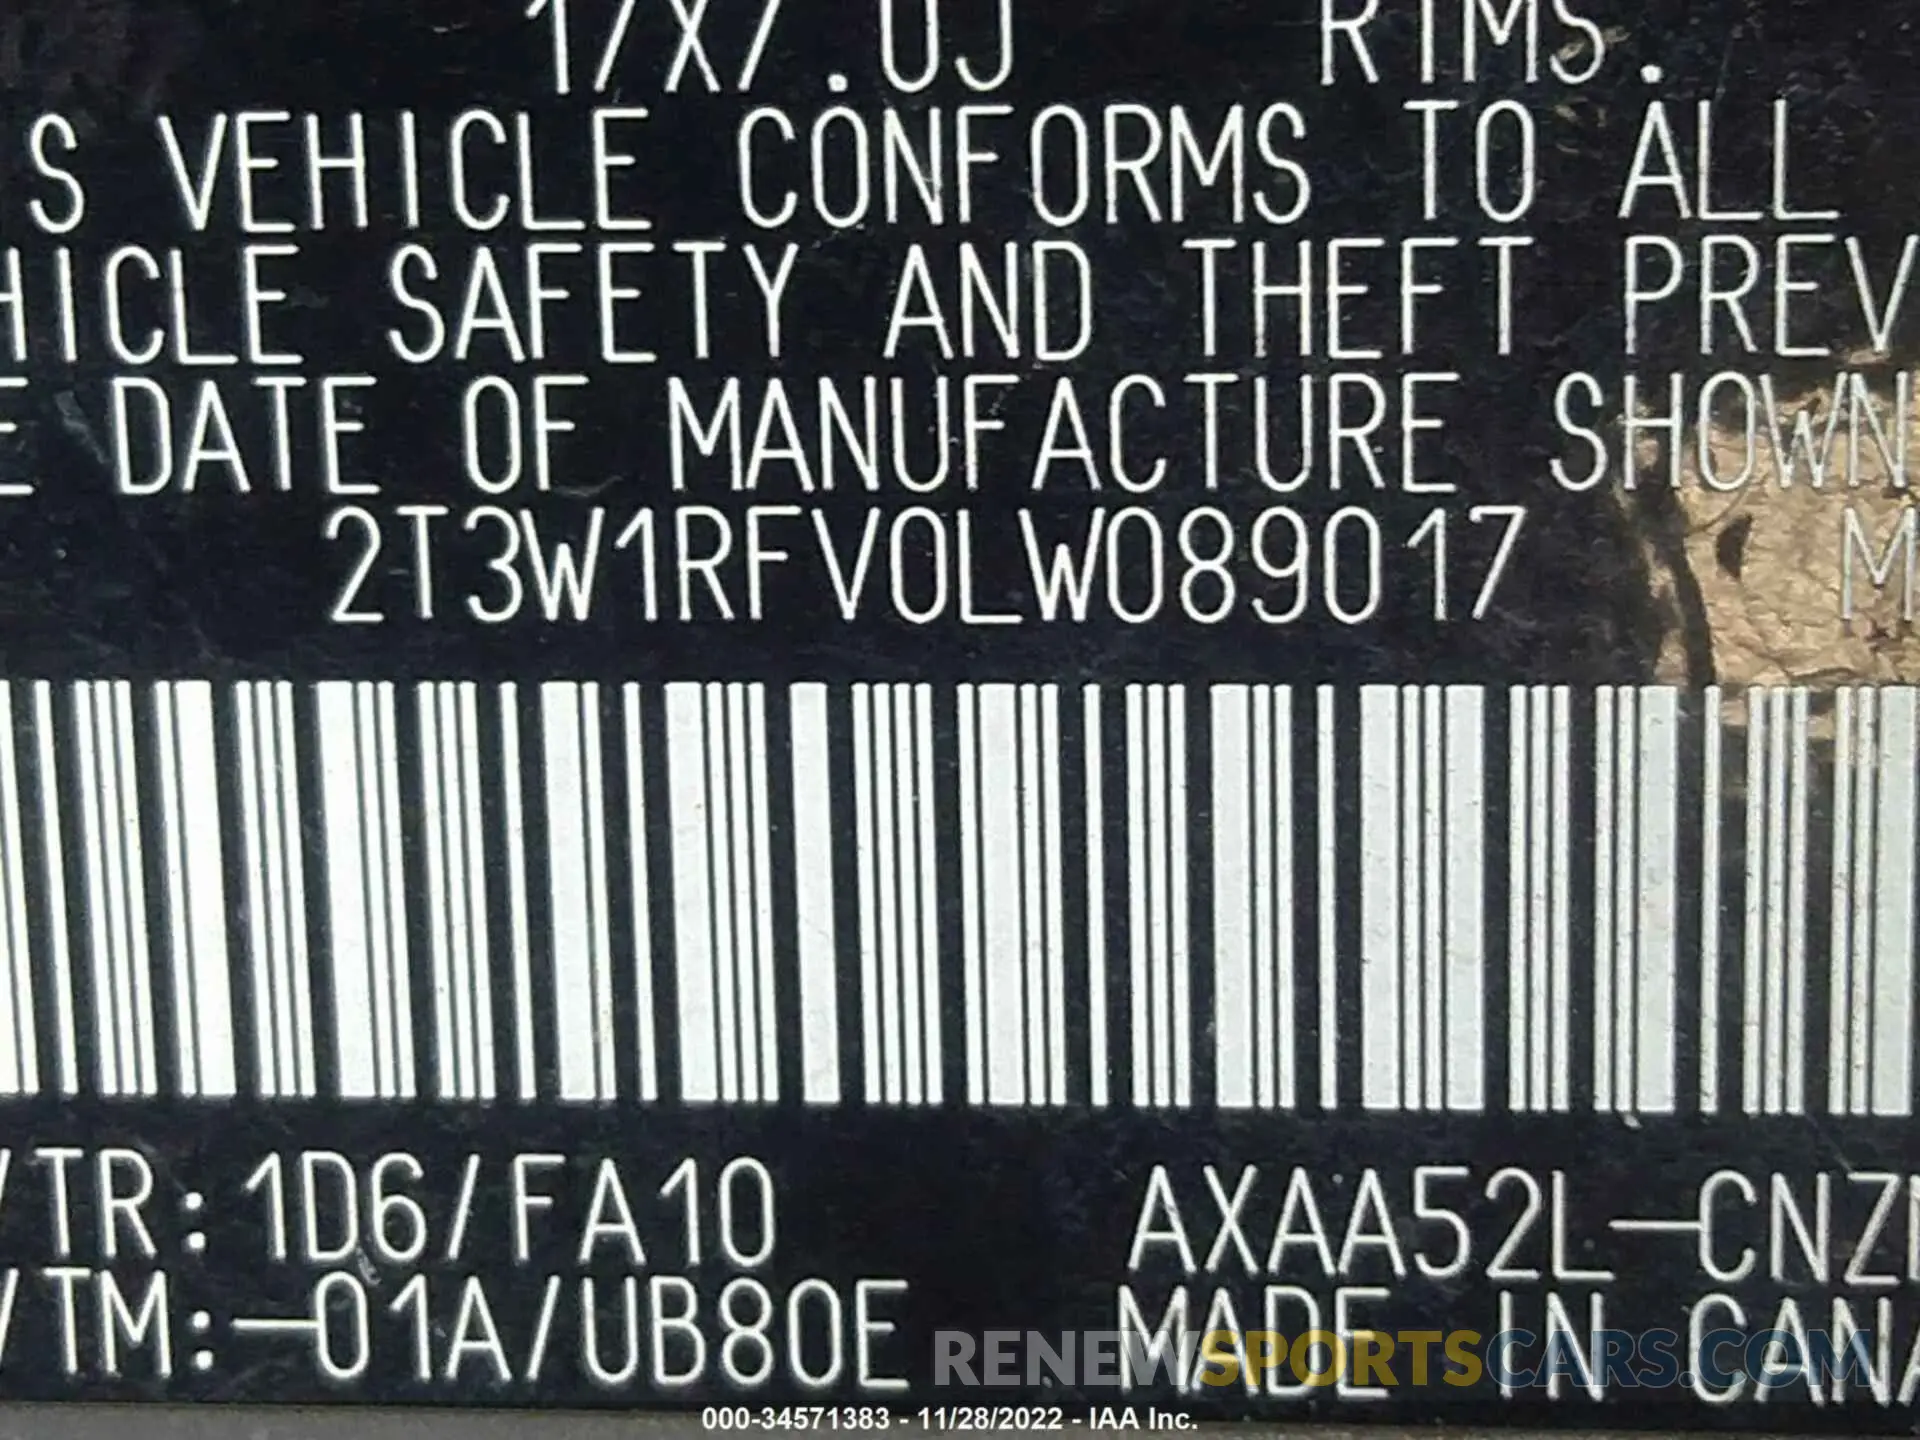 17X7.0J RIMS.
S VEHICLE CONFORMS TO ALL
HICLE SAFETY AND THEFT PREV
E DATE OF MANUFACTURE SHOWN
2T3W1RFV0LW089017 M
/TR:1D6/FA10 AXAA52L-CNZ
/TM:-01A/UB80E MADE IN CANA
RENEWSPORTSCARS.COM
000-34571383 - 11/28/2022 - IAA Inc.